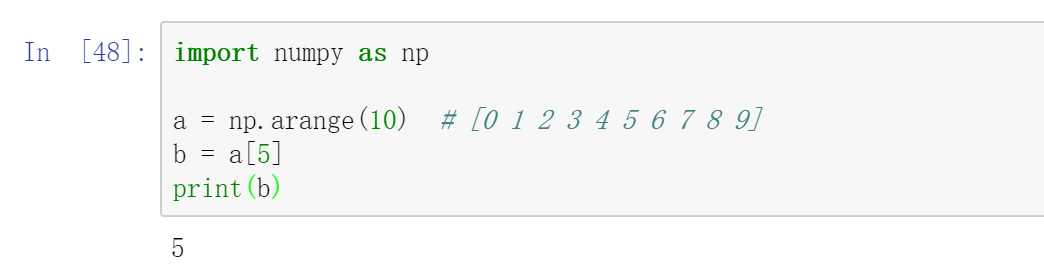 In [48]: import numpy as np
a = np.arange(10) # [0 1 2 3 4 5 6 7 8 9]
b = a[5]
print(b)
5